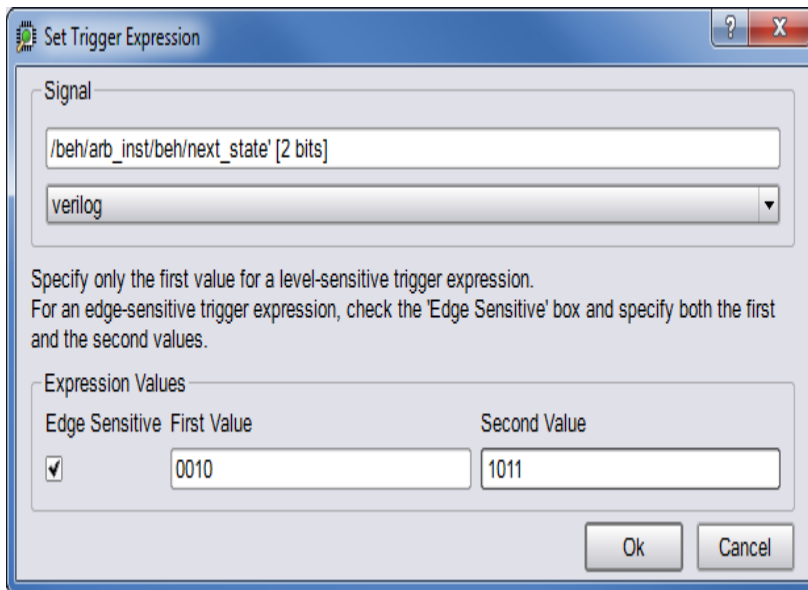 Set Trigger Expression
?
X
Signal
/beh/arb_inst/beh/next_state' [2 bits]
verilog
Specify only the first value for a level-sensitive trigger expression.
For an edge-sensitive trigger expression, check the 'Edge Sensitive' box and specify both the first
and the second values.
Expression Values
Edge Sensitive First Value Second Value
0010 1011
Ok Cancel